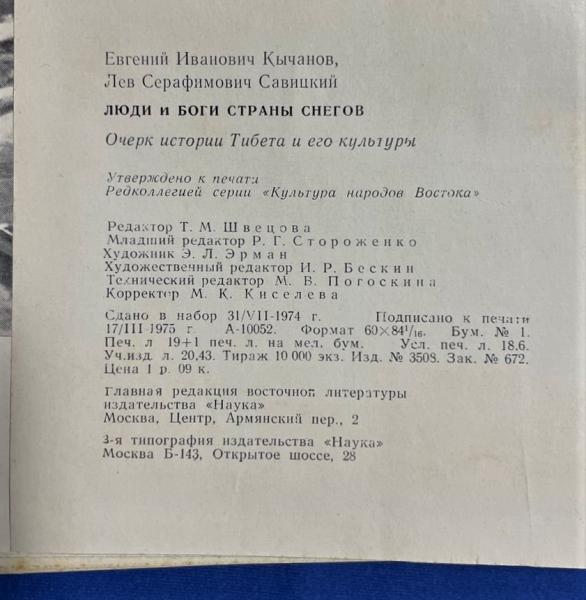 Евгений Иванович Кычанов,
Лев Серафимович Савицкий
ЛЮДИ и БОГИ СТРАНЫ СНЕГОВ
Очерк истории Тибета и его культуры
Утверждено к печати
Редколлегией серии «Культура народов Востока»
Редактор Т. М. Швецова
Младший редактор Р. Г. Стороженко
Художник Э. Л. Эрман
Художественный редактор И. Р. Бескин
Технический редактор М. В. Погоскина
Корректор М. К. Киселева
Сдано в набор 31/VII-1974 г. Подписано к печати
17/III-1975 г. А-10052. Формат 60×84¹/₁₆. Бум. № 1.
Печ. л 19+1 печ. л. на мел. бум. Усл. печ. л. 18,6.
Уч.изд. л. 20,43. Тираж 10 000 экз. Изд. № 3508. Зак. № 672.
Цена 1 р. 09 к.
Главная редакция восточной литературы
издательства «Наука»
Москва, Центр, Армянский пер., 2
3-я типография издательства «Наука»
Москва Б-143, Открытое шоссе, 28